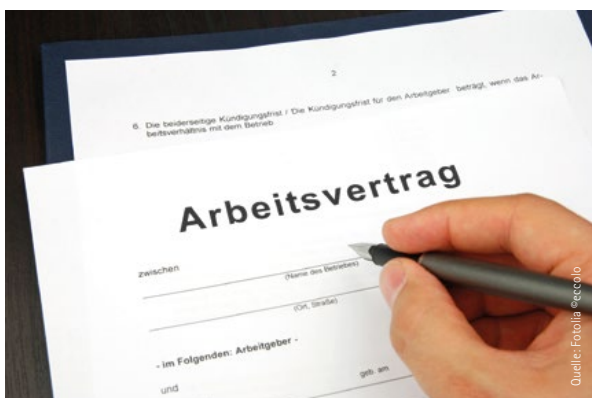 2
6. Die beiderseitige Kündigungsfrist / Die Kündigungsfrist für den Arbeitgeber beträgt, wenn das Ar-
beitsverhältnis mit dem Betrieb
Arbeitsvertrag
zwischen
(Name des Betriebes)
(Ort, Straße)
- im Folgenden: Arbeitgeber -
und
geb. am
Quelle: Fotolia ©eccolo